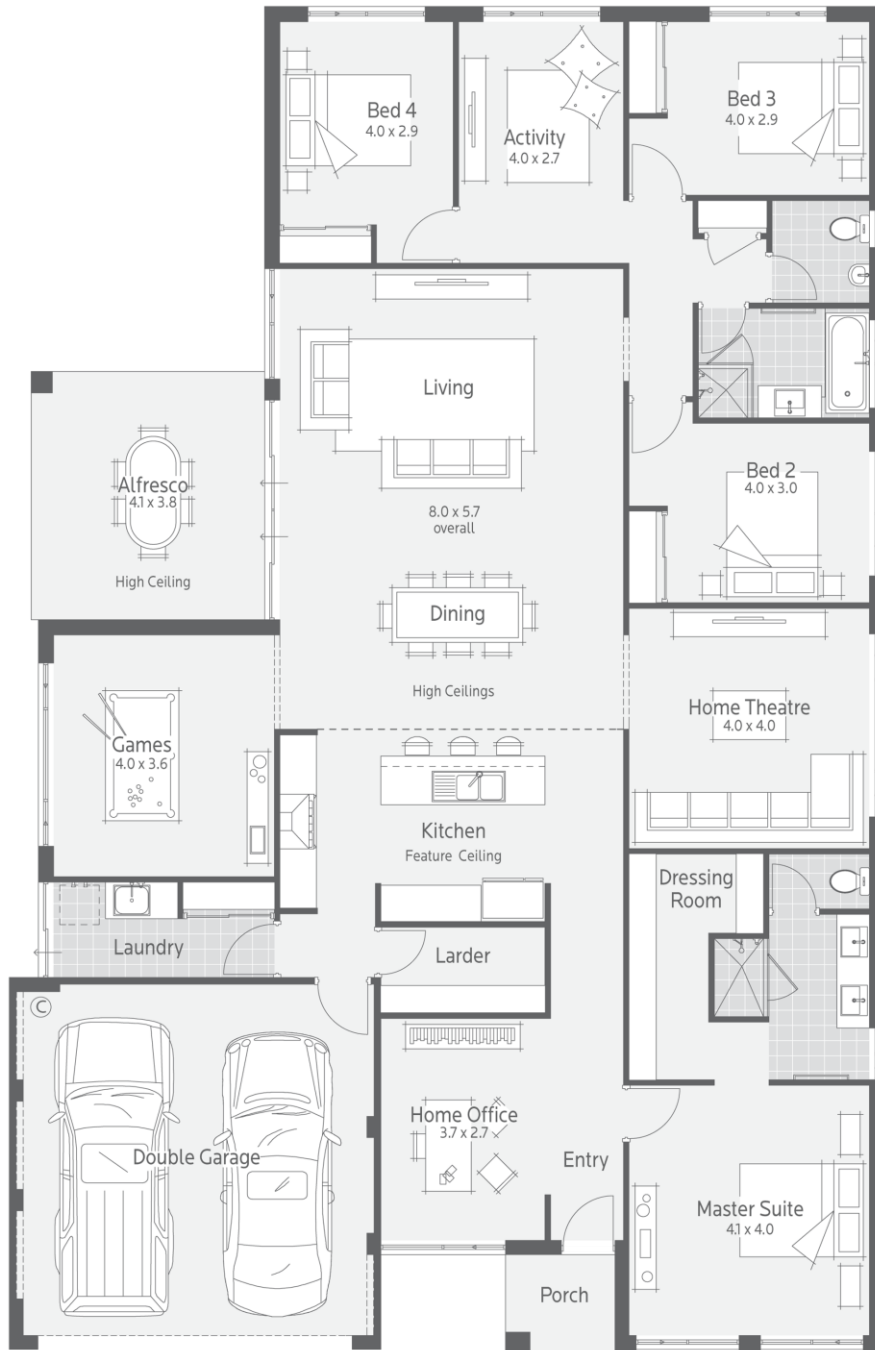 Bed 4
4.0 x 2.9
Activity
4.0 x 2.7
Bed 3
4.0 x 2.9
Living
Alfresco
4.1 x 3.8
High Ceiling
8.0 x 5.7
overall
Bed 2
4.0 x 3.0
Dining
High Ceilings
Home Theatre
4.0 x 4.0
Games
4.0 x 3.6
Kitchen
Feature Ceiling
Dressing
Room
Laundry
Larder
C
Home Office
3.7 x 2.7
Double Garage
Entry
Master Suite
4.1 x 4.0
Porch